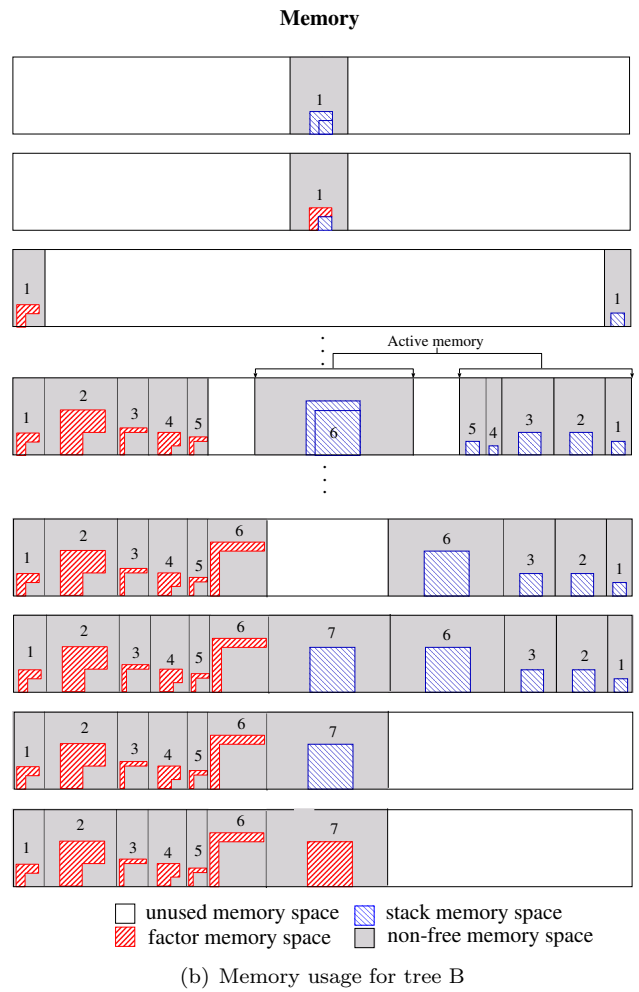 Memory
1
1
1 1
Active memory
1 2 3 4 5 6 5 4 3 2 1
1 2 3 4 5 6 6 3 2 1
1 2 3 4 5 6 7 6 3 2 1
1 2 3 4 5 6 7
1 2 3 4 5 6 7
unused memory space stack memory space
factor memory space non-free memory space
(b) Memory usage for tree B